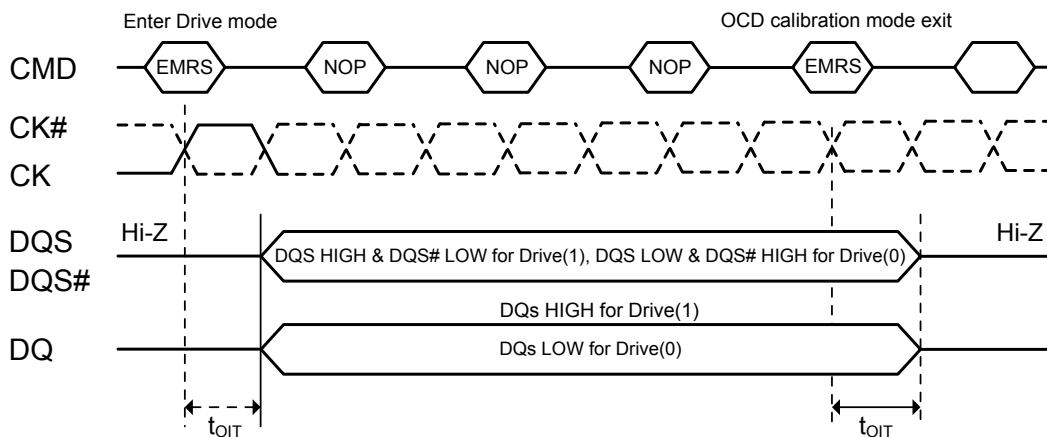 Enter Drive mode
OCD calibration mode exit
CMD
EMRS
NOP
NOP
NOP
EMRS
CK#
CK
DQS
DQS#
Hi-Z
DQS HIGH & DQS# LOW for Drive(1), DQS LOW & DQS# HIGH for Drive(0)
Hi-Z
DQs HIGH for Drive(1)
DQ
DQs LOW for Drive(0)
tOIT
tOIT